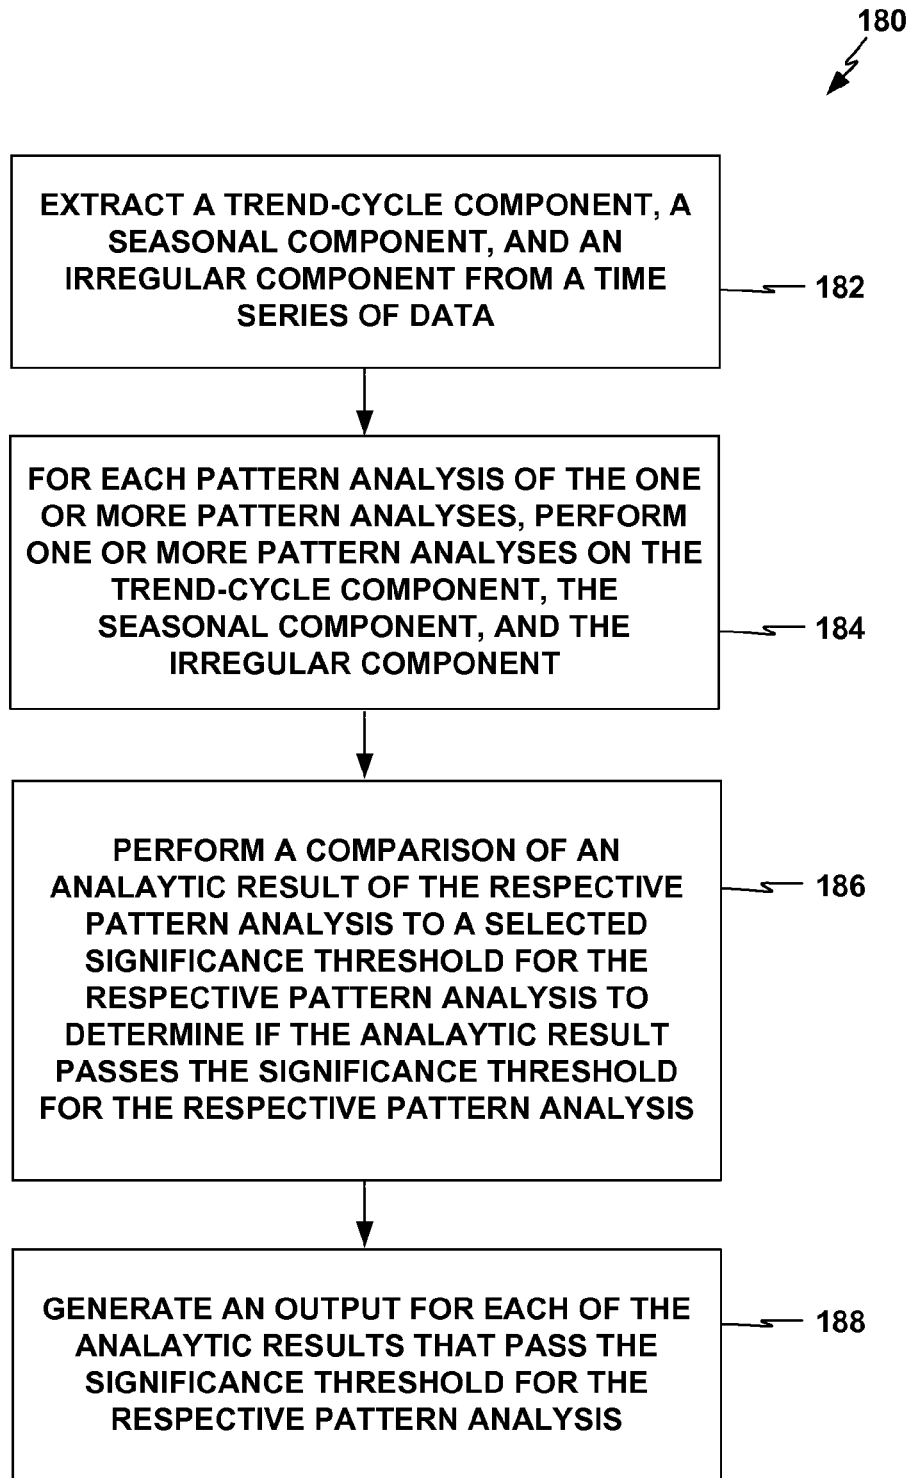 180
EXTRACT A TREND-CYCLE COMPONENT, A
SEASONAL COMPONENT, AND AN
IRREGULAR COMPONENT FROM A TIME
SERIES OF DATA
182
FOR EACH PATTERN ANALYSIS OF THE ONE
OR MORE PATTERN ANALYSES, PERFORM
ONE OR MORE PATTERN ANALYSES ON THE
TREND-CYCLE COMPONENT, THE
SEASONAL COMPONENT, AND THE
IRREGULAR COMPONENT
184
PERFORM A COMPARISON OF AN
ANALAYTIC RESULT OF THE RESPECTIVE
PATTERN ANALYSIS TO A SELECTED
SIGNIFICANCE THRESHOLD FOR THE
RESPECTIVE PATTERN ANALYSIS TO
DETERMINE IF THE ANALAYTIC RESULT
PASSES THE SIGNIFICANCE THRESHOLD
FOR THE RESPECTIVE PATTERN ANALYSIS
186
GENERATE AN OUTPUT FOR EACH OF THE
ANALAYTIC RESULTS THAT PASS THE
SIGNIFICANCE THRESHOLD FOR THE
RESPECTIVE PATTERN ANALYSIS
188